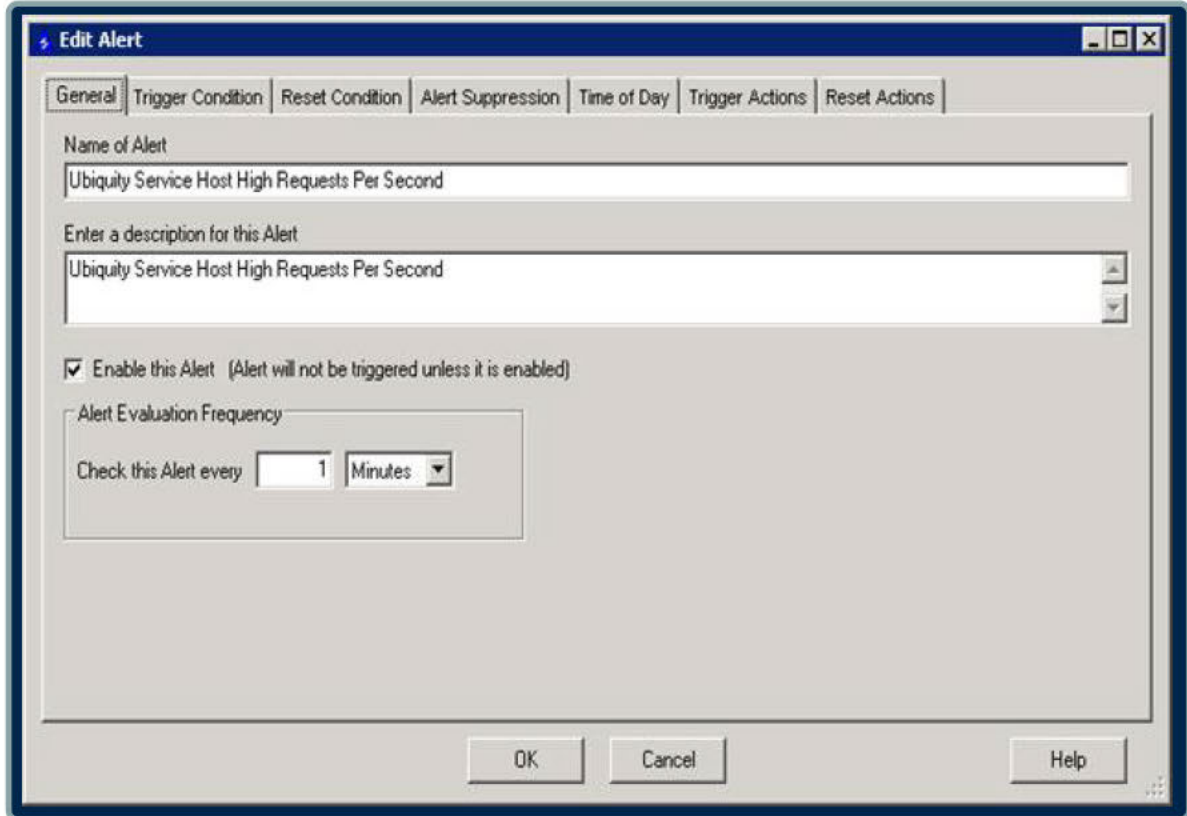 Edit Alert
General Trigger Condition Reset Condition Alert Suppression Time of Day Trigger Actions Reset Actions
Name of Alert
Ubiquity Service Host High Requests Per Second
Enter a description for this Alert
Ubiquity Service Host High Requests Per Second
Enable this Alert (Alert will not be triggered unless it is enabled)
Alert Evaluation Frequency
Check this Alert every 1 Minutes
OK Cancel Help